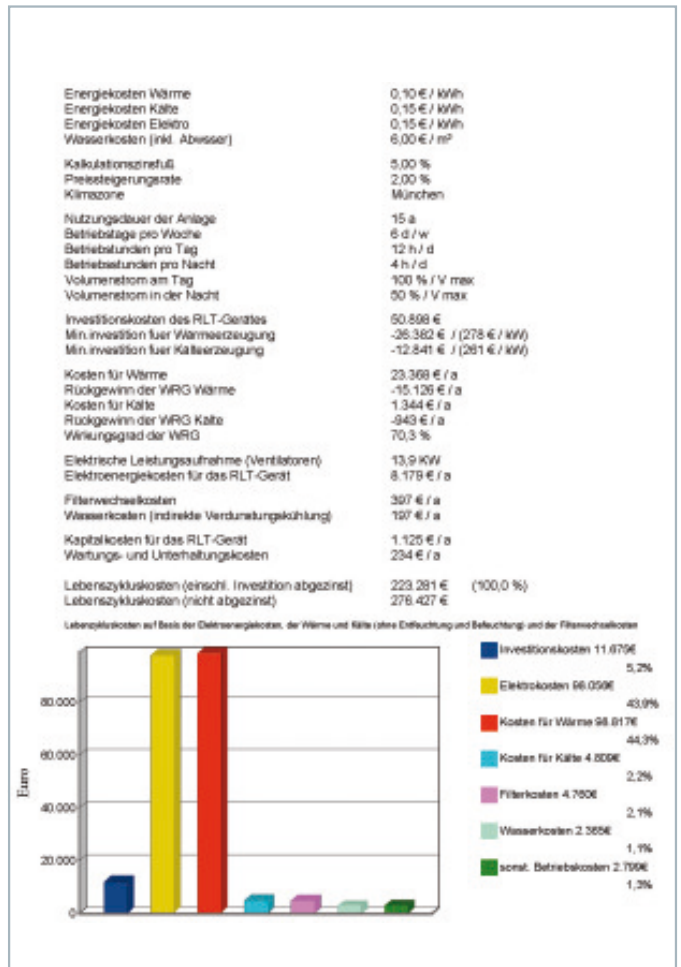 Energiekosten Wärme 0,10 € / kWh
Energiekosten Kälte 0,15 € / kWh
Energiekosten Elektro 0,15 € / kWh
Wasserkosten (inkl. Abwsser) 6,00 € / m³
Kalkulationszinsfuß 5,00 %
Preissteigerungsrate 2,00 %
Klimazone München
Nutzungsdauer der Anlage 15 a
Betriebstage pro Woche 6 d / w
Betriebstunden pro Tag 12 h / d
Betriebsstunden pro Nacht 4 h / d
Volumenstrom am Tag 100 % / V max
Volumenstrom in der Nacht 50 % / V max
Investitionskosten des RLT-Gerätes 50.898 €
Min.investition fuer Wärmeerzeugung -26.382 € / (278 € / kW)
Min.investition fuer Kälteerzeugung -12.841 € / (261 € / kW)
Kosten für Wärme 23.368 € / a
Rückgewinn der WRG Wärme -15.126 € / a
Kosten für Kälte 1.344 € / a
Rückgewinn der WRG Kälte -943 € / a
Wirkungsgrad der WRG 70,3 %
Elektrische Leistungsaufnahme (Ventilatoren) 13,9 KW
Elektroenergiekosten für das RLT-Gerät 8.179 € / a
Filterwechselkosten 397 € / a
Wasserkosten (indirekte Verdunstungskühlung) 197 € / a
Kapitalkosten für das RLT-Gerät 1.125 € / a
Wartungs- und Unterhaltungskosten 234 € / a
Lebenszykluskosten (einschl. Investition abgezinst) 223.281 € (100,0 %)
Lebenszykluskosten (nicht abgezinst) 276.427 €
Lebenszykluskosten auf Basis der Elektroenergiekosten, der Wärme und Kälte (ohne Entfeuchtung und Befeuchtung) und der Filterwechselkosten
Investitionskosten 11.675€
5,2%
Elektrokosten 98.056€
43,9%
Kosten für Wärme 98.817€
44,3%
Kosten für Kälte 4.809€
2,2%
Filterkosten 4.760€
2,1%
Wasserkosten 2.365€
1,1%
sonst. Betriebskosten 2.799€
1,3%
Euro
80.000
60.000
40.000
20.000
0